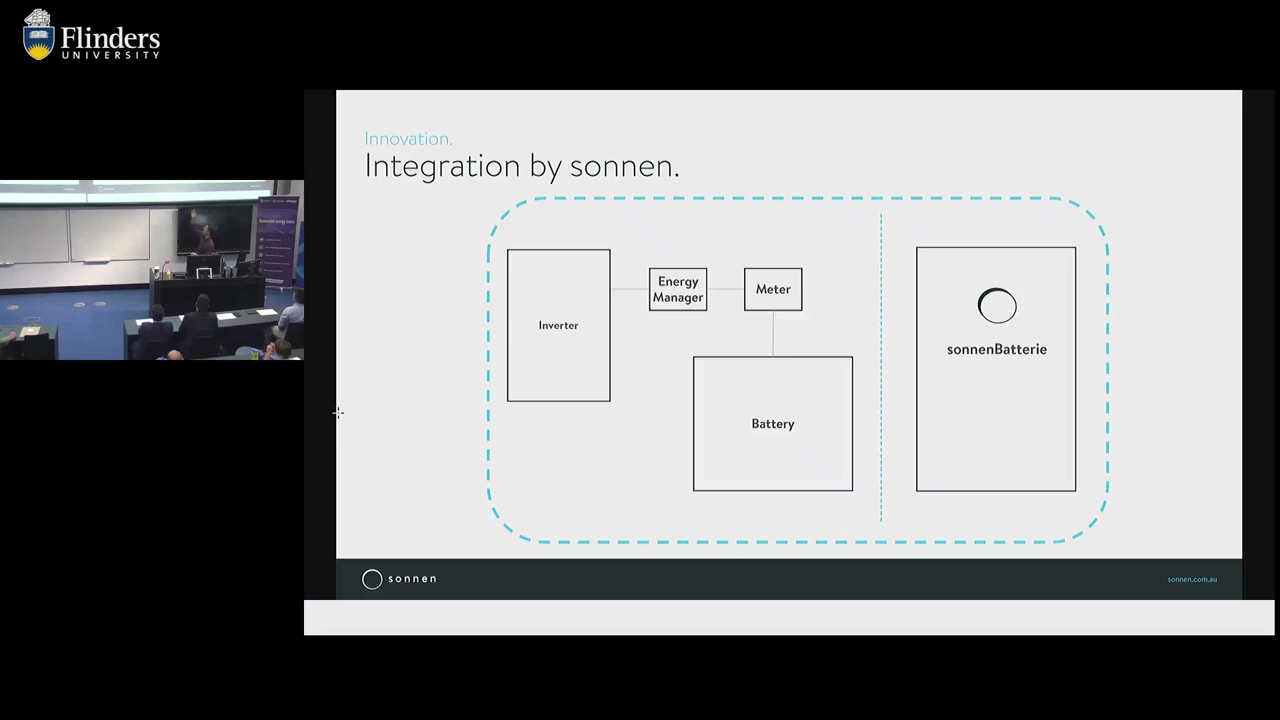 Flinders
UNIVERSITY
Innovation.
Integration by sonnen.
Inverter
Energy
Manager
Meter
Battery
sonnenBatterie
sonnen
sonnen.com.au